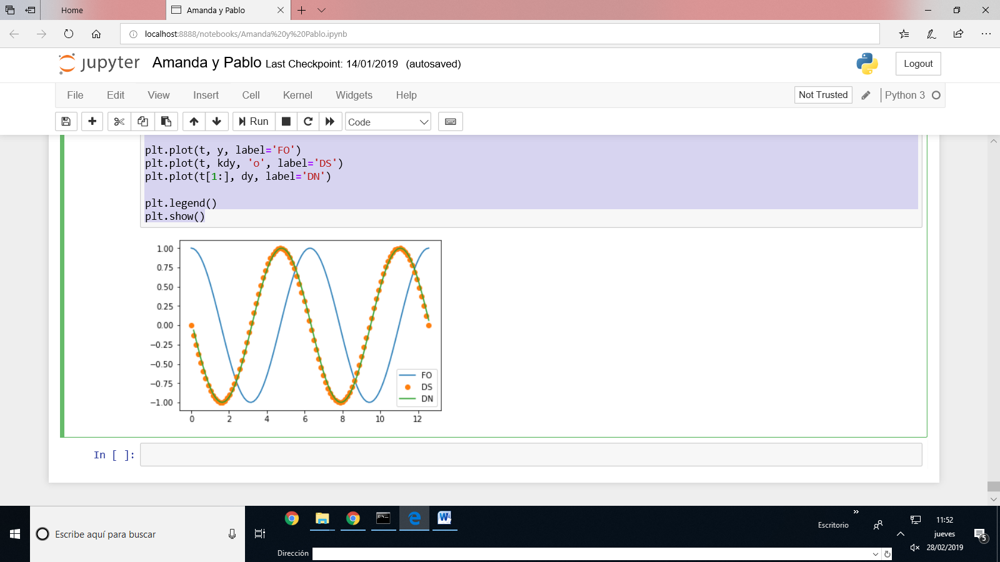 Home
Amanda y Pablo
localhost:8888/notebooks/Amanda%20y%20Pablo.ipynb
jupyter Amanda y Pablo Last Checkpoint: 14/01/2019 (autosaved)
Logout
File Edit View Insert Cell Kernel Widgets Help
Not Trusted
Python 3
Run
Code
plt.plot(t, y, label='FO')
plt.plot(t, kdy, 'o', label='DS')
plt.plot(t[1:], dy, label='DN')
plt.legend()
plt.show()
1.00
0.75
0.50
0.25
0.00
−0.25
−0.50
−0.75
−1.00
0 2 4 6 8 10 12
FO
DS
DN
In [ ]:
Escribe aquí para buscar
Dirección
Escritorio
11:52
jueves
28/02/2019
5